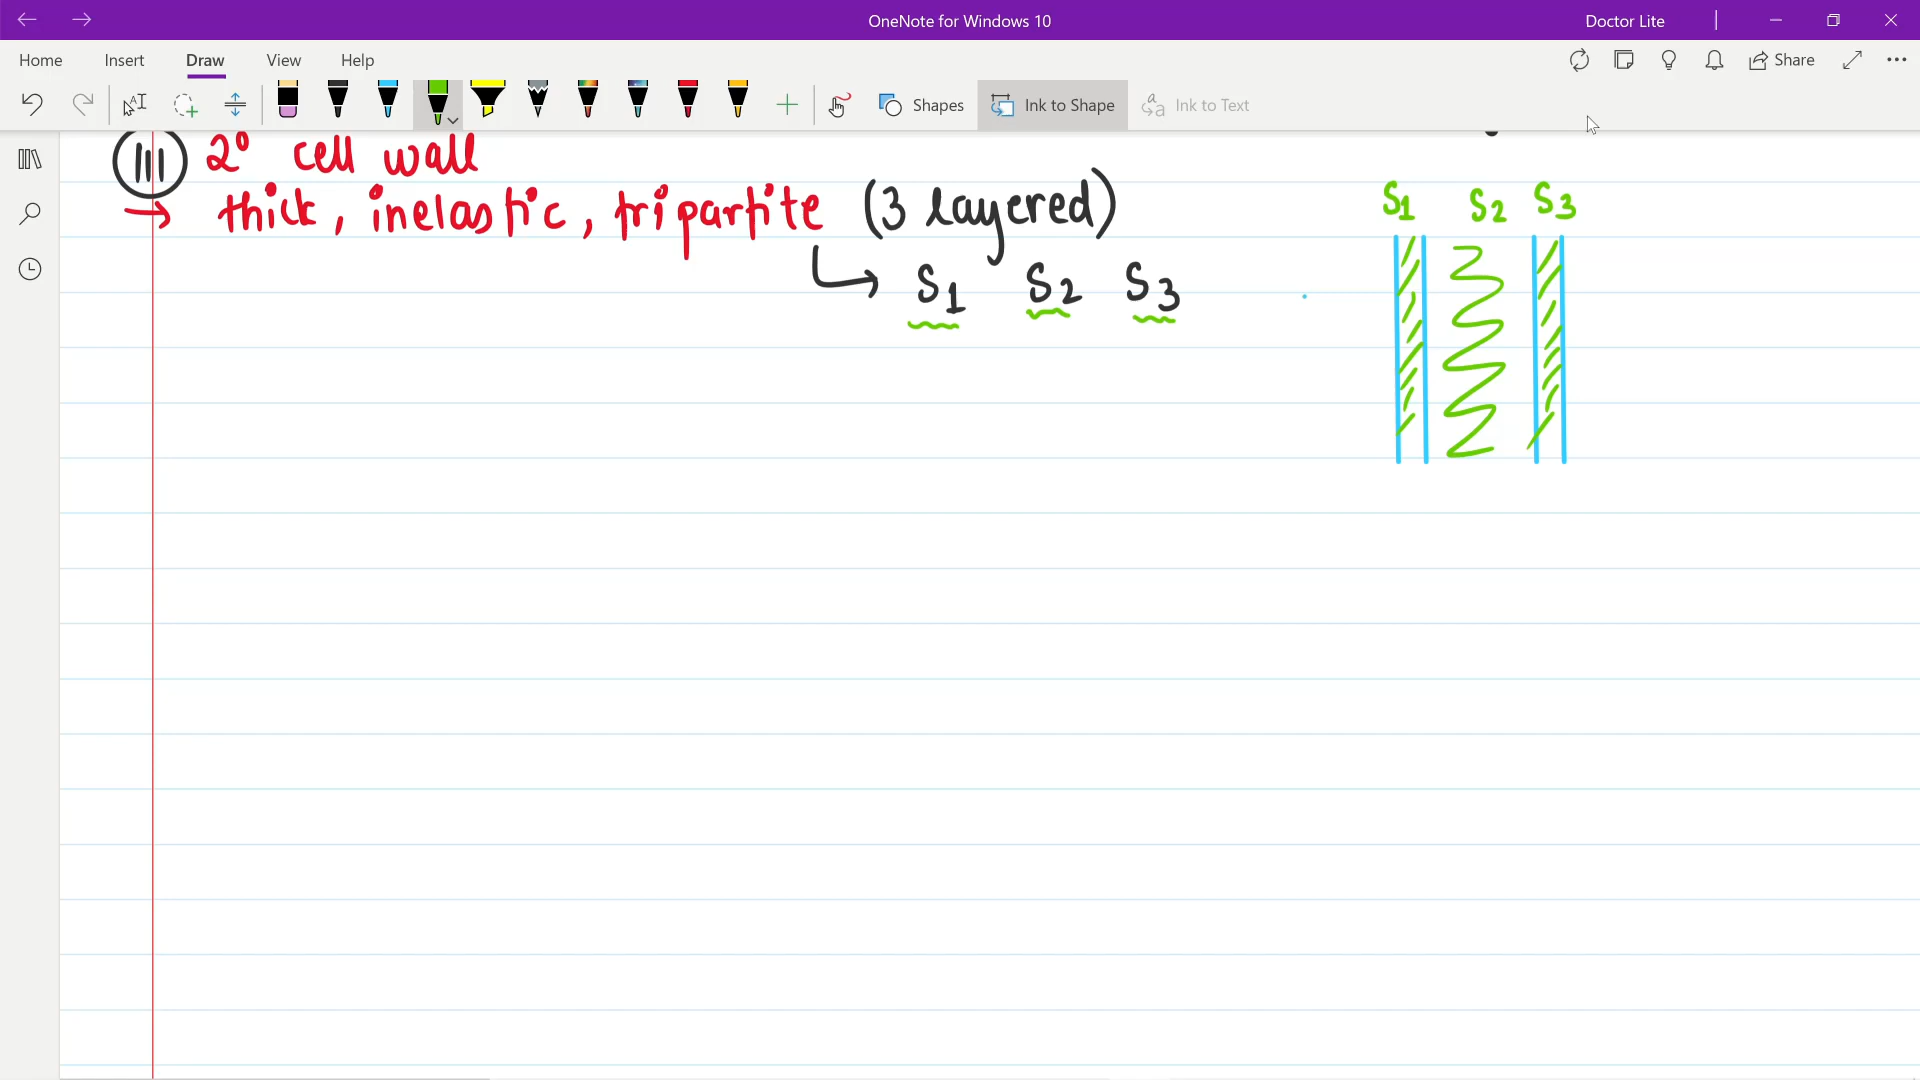 OneNote for Windows 10
Doctor Lite
Home Insert Draw View Help
Share
Shapes Ink to Shape Ink to Text
III 2° cell wall
→ thick, inelastic, tripartite (3 layered)
S1 S2 S3
S1 S2 S3